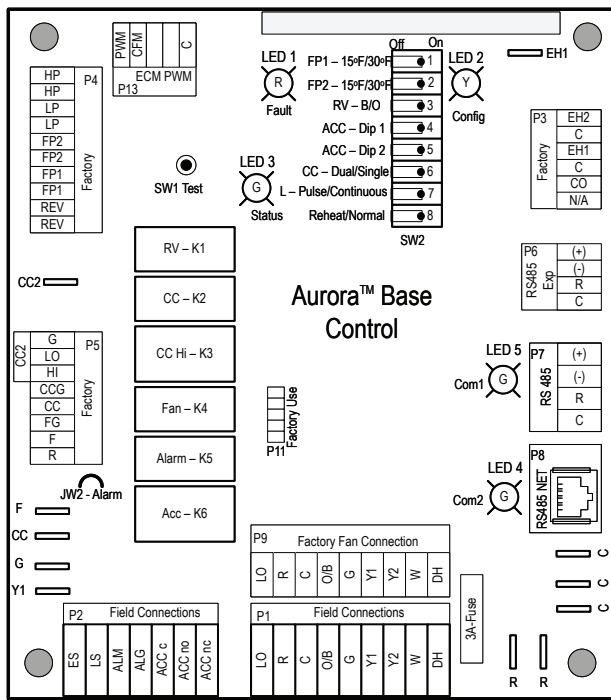 PWM
CFM
C
ECM PWM
P13
LED 1
R
Fault
Off On
FP1 – 15ºF/30ºF 1
FP2 – 15ºF/30ºF 2
RV – B/O 3
ACC – Dip 1 4
ACC – Dip 2 5
CC – Dual/Single 6
L – Pulse/Continuous 7
Reheat/Normal 8
SW2
LED 2
Y
Config
EH1
P4
HP
HP
LP
LP
FP2
FP2
FP1
FP1
REV
REV
Factory
SW1 Test
LED 3
G
Status
P3
Factory
EH2
C
EH1
C
CO
N/A
RV – K1
CC – K2
CC Hi – K3
Fan – K4
Alarm – K5
Acc – K6
CC2
Aurora™ Base
Control
P6
RS485
Exp
(+)
(-)
R
C
CC2
G
LO
HI
CCG
CC
FG
F
R
P5
Factory
JW2 - Alarm
Factory Use
P11
LED 5
Com1
G
P7
RS 485
(+)
(-)
R
C
LED 4
Com2
G
P8
RS485 NET
F
CC
G
Y1
P9 Factory Fan Connection
LO R C O/B G Y1 Y2 W DH
P2 Field Connections
ES LS ALM ALG ACC c ACC no ACC nc
P1 Field Connections
LO R C O/B G Y1 Y2 W DH
3A-Fuse
C
C
C
R R